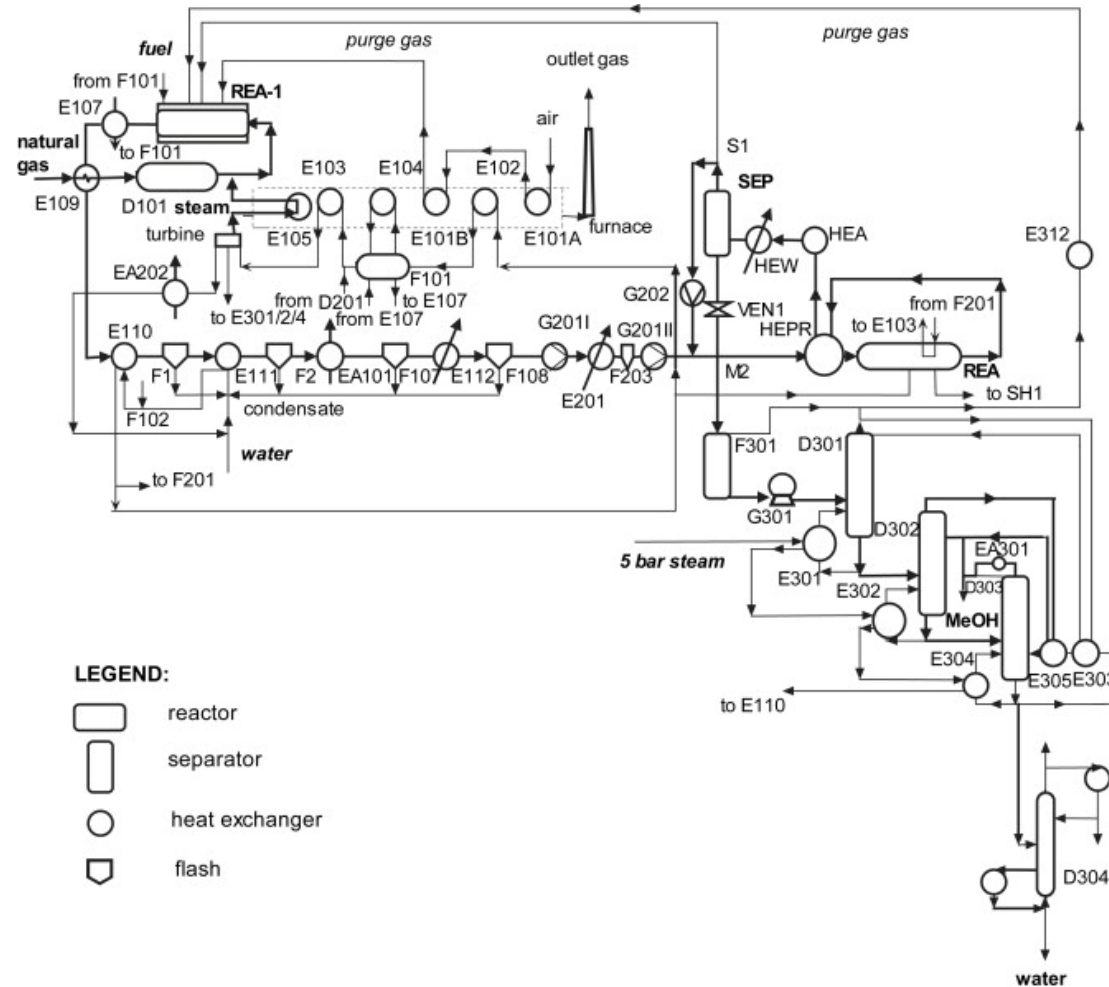 purge gas
purge gas
fuel
outlet gas
from F101
REA-1
E107
air
natural
gas
to F101
S1
E103
E104
E102
SEP
E109
D101
steam
furnace
E312
turbine
E105
E101B
E101A
HEA
HEW
EA202
F101
from F201
from
D201
to E107
G202
VEN1
to E301/2/4
from E107
HEPR
to E103
E110
G201I
G201II
F1
E111
F2
EA101
F107
E112
F108
F203
M2
REA
E201
to SH1
F102
condensate
water
F301
D301
to F201
G301
D302
5 bar steam
EA301
E301
E302
D303
MeOH
LEGEND:
E304
E305
E303
reactor
to E110
separator
heat exchanger
flash
D304
water